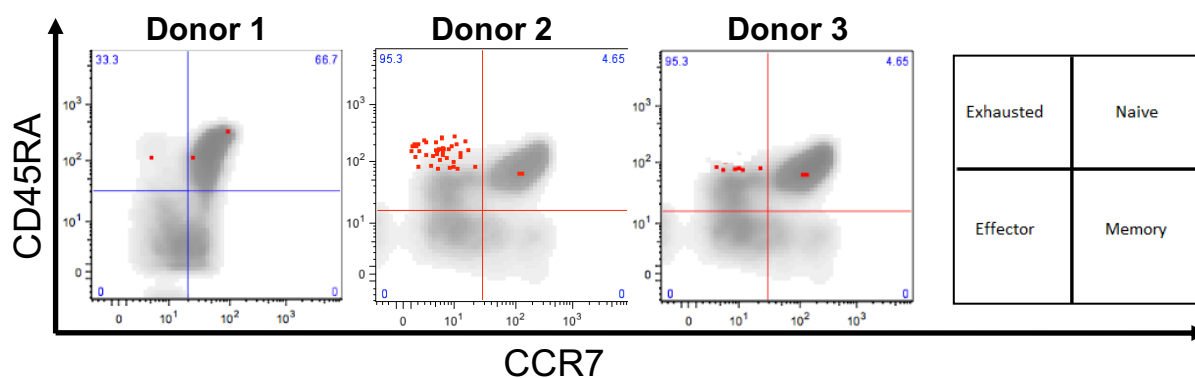 Donor 1 Donor 2 Donor 3
33.3 66.7 95.3 4.65 95.3 4.65
10³ 10³ 10³
Exhausted Naive
10² 10² 10²
CD45RA
10¹ 10¹ 10¹
Effector Memory
0 0 0
0 0 0 0 0 0
0 10¹ 10² 10³ 0 10¹ 10² 10³ 0 10¹ 10² 10³
CCR7